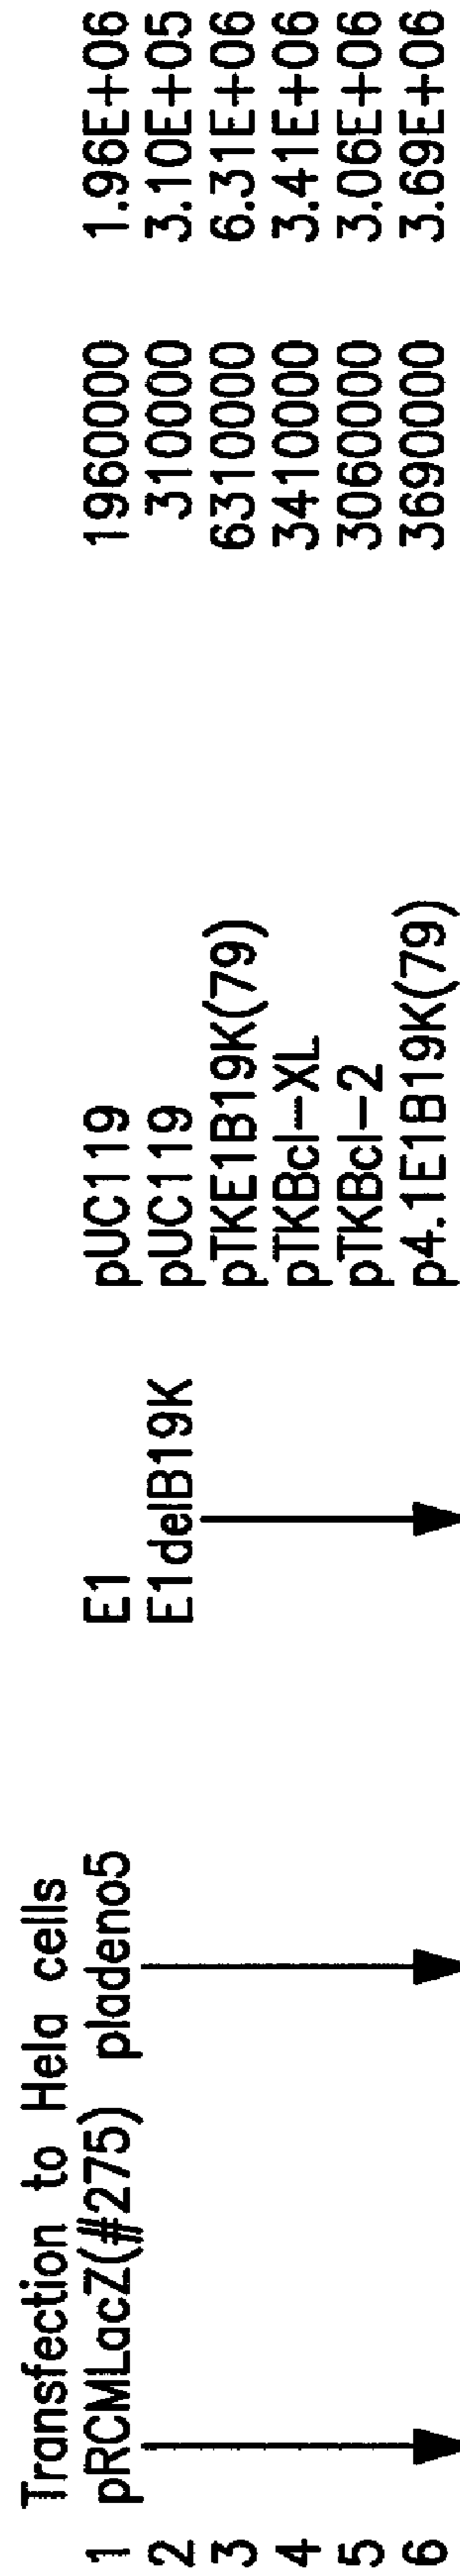 Transfection to Hela cells
1 pRCMLacZ(#275) pladeno5 E1 pUC119 1960000 1.96E+06
2 E1delB19K pUC119 310000 3.10E+05
3 pTKE1B19K(79) 6310000 6.31E+06
4 pTKBcl-XL 3410000 3.41E+06
5 pTKBcl-2 3060000 3.06E+06
6 p4.1E1B19K(79) 3690000 3.69E+06